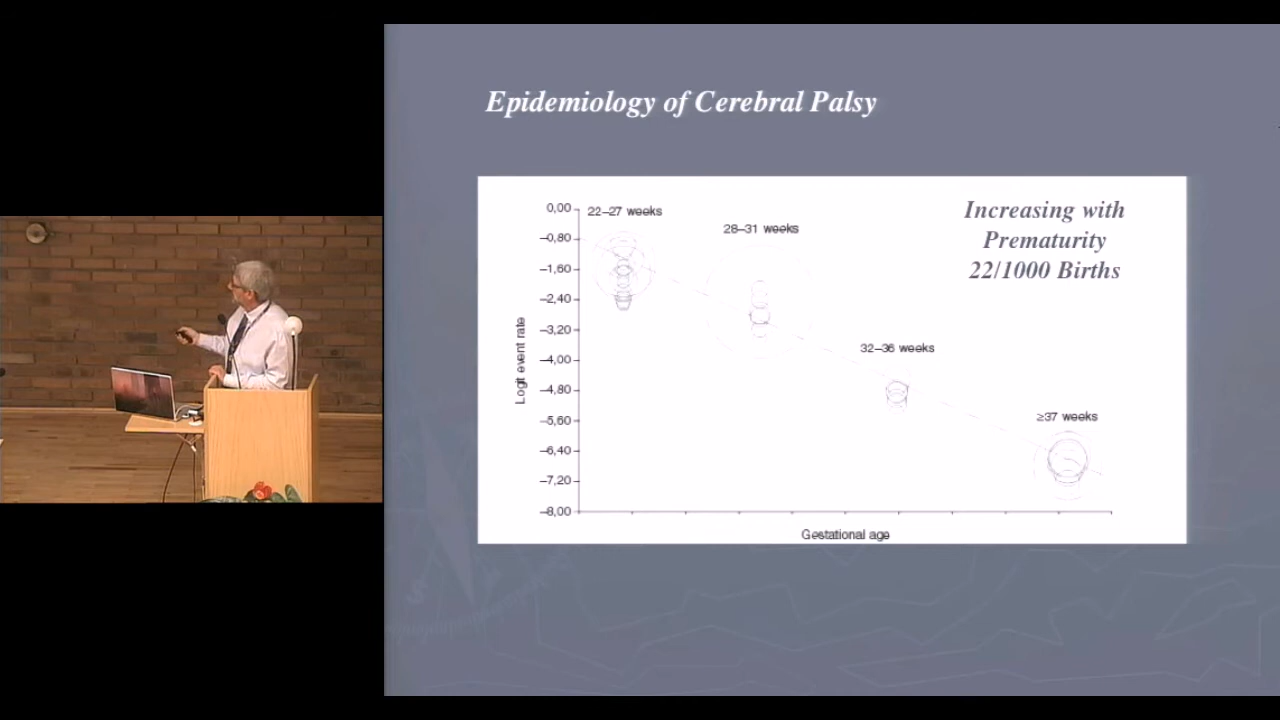 Epidemiology of Cerebral Palsy
Increasing with
Prematurity
22/1000 Births
0,00
–0,80
–1,60
–2,40
–3,20
–4,00
–4,80
–5,60
–6,40
–7,20
–8,00
Logit event rate
22–27 weeks
28–31 weeks
32–36 weeks
≥37 weeks
Gestational age